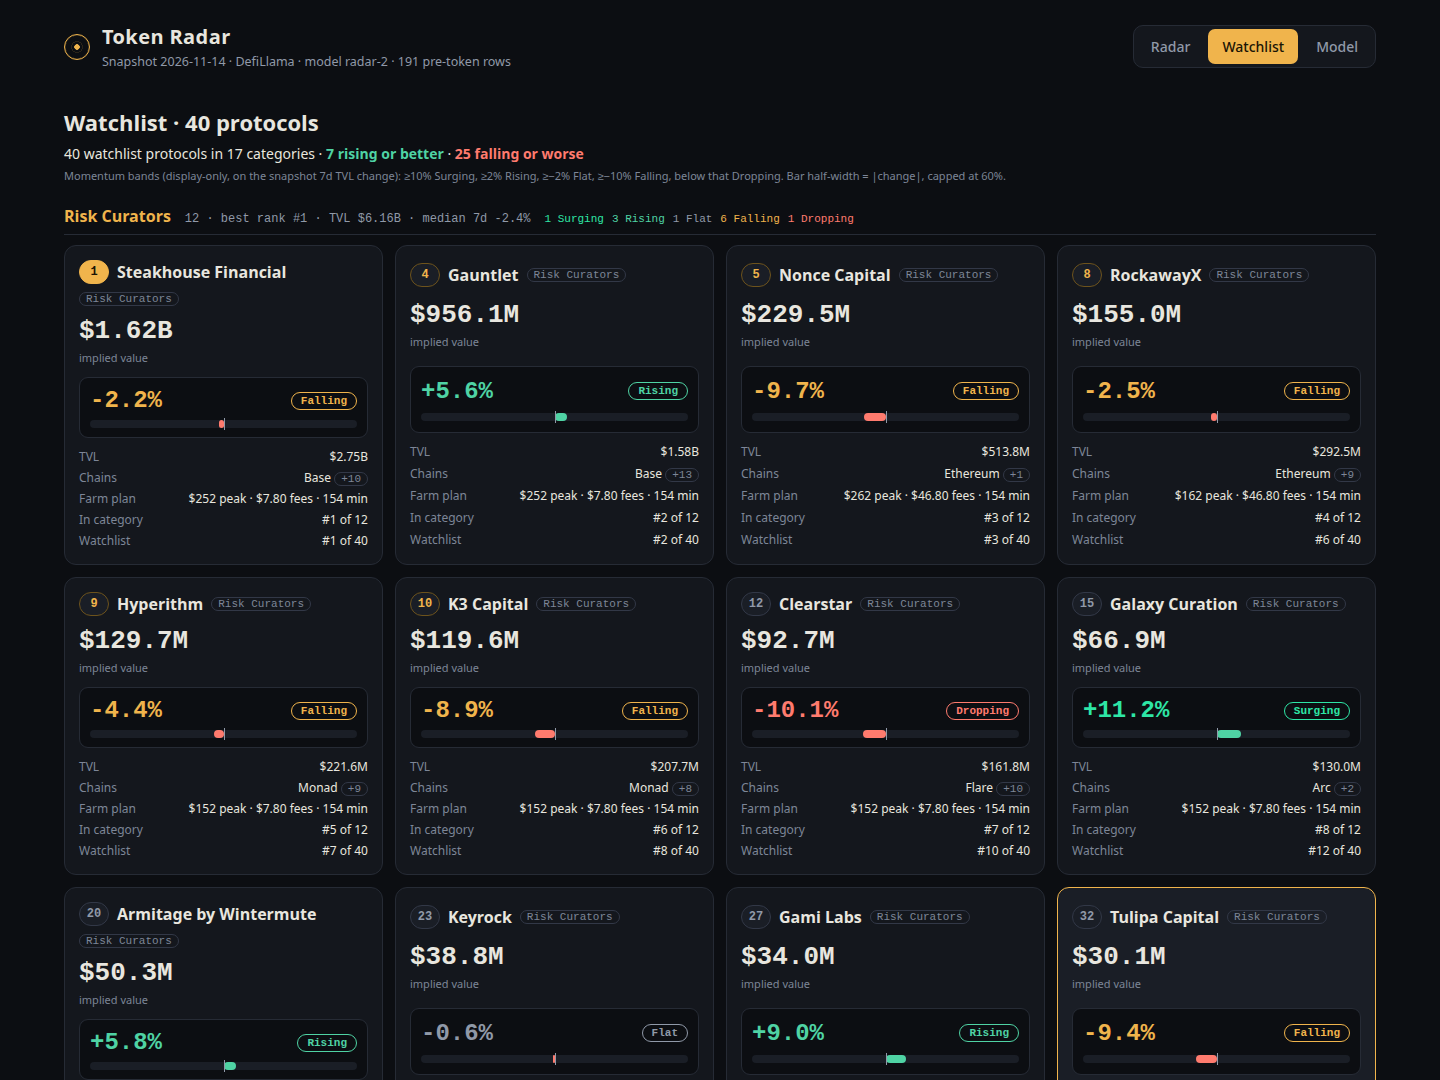 Token Radar
Snapshot 2026-11-14 · DefiLlama · model radar-2 · 191 pre-token rows
Radar
Watchlist
Model
Watchlist · 40 protocols
40 watchlist protocols in 17 categories · 7 rising or better · 25 falling or worse
Momentum bands (display-only, on the snapshot 7d TVL change): ≥10% Surging, ≥2% Rising, ≥−2% Flat, ≥−10% Falling, below that Dropping. Bar half-width = |change|, capped at 60%.
Risk Curators 12 · best rank #1 · TVL $6.16B · median 7d -2.4% 1 Surging 3 Rising 1 Flat 6 Falling 1 Dropping
1 Steakhouse Financial
Risk Curators
$1.62B
implied value
-2.2% Falling
TVL $2.75B
Chains Base +10
Farm plan $252 peak · $7.80 fees · 154 min
In category #1 of 12
Watchlist #1 of 40
4 Gauntlet Risk Curators
$956.1M
implied value
+5.6% Rising
TVL $1.58B
Chains Base +13
Farm plan $252 peak · $7.80 fees · 154 min
In category #2 of 12
Watchlist #2 of 40
5 Nonce Capital Risk Curators
$229.5M
implied value
-9.7% Falling
TVL $513.8M
Chains Ethereum +1
Farm plan $262 peak · $46.80 fees · 154 min
In category #3 of 12
Watchlist #3 of 40
8 RockawayX Risk Curators
$155.0M
implied value
-2.5% Falling
TVL $292.5M
Chains Ethereum +9
Farm plan $162 peak · $46.80 fees · 154 min
In category #4 of 12
Watchlist #6 of 40
9 Hyperithm Risk Curators
$129.7M
implied value
-4.4% Falling
TVL $221.6M
Chains Monad +9
Farm plan $152 peak · $7.80 fees · 154 min
In category #5 of 12
Watchlist #7 of 40
10 K3 Capital Risk Curators
$119.6M
implied value
-8.9% Falling
TVL $207.7M
Chains Monad +8
Farm plan $152 peak · $7.80 fees · 154 min
In category #6 of 12
Watchlist #8 of 40
12 Clearstar Risk Curators
$92.7M
implied value
-10.1% Dropping
TVL $161.8M
Chains Flare +10
Farm plan $152 peak · $7.80 fees · 154 min
In category #7 of 12
Watchlist #10 of 40
15 Galaxy Curation Risk Curators
$66.9M
implied value
+11.2% Surging
TVL $130.0M
Chains Arc +2
Farm plan $152 peak · $7.80 fees · 154 min
In category #8 of 12
Watchlist #12 of 40
20 Armitage by Wintermute
Risk Curators
$50.3M
implied value
+5.8% Rising
23 Keyrock Risk Curators
$38.8M
implied value
-0.6% Flat
27 Gami Labs Risk Curators
$34.0M
implied value
+9.0% Rising
32 Tulipa Capital Risk Curators
$30.1M
implied value
-9.4% Falling